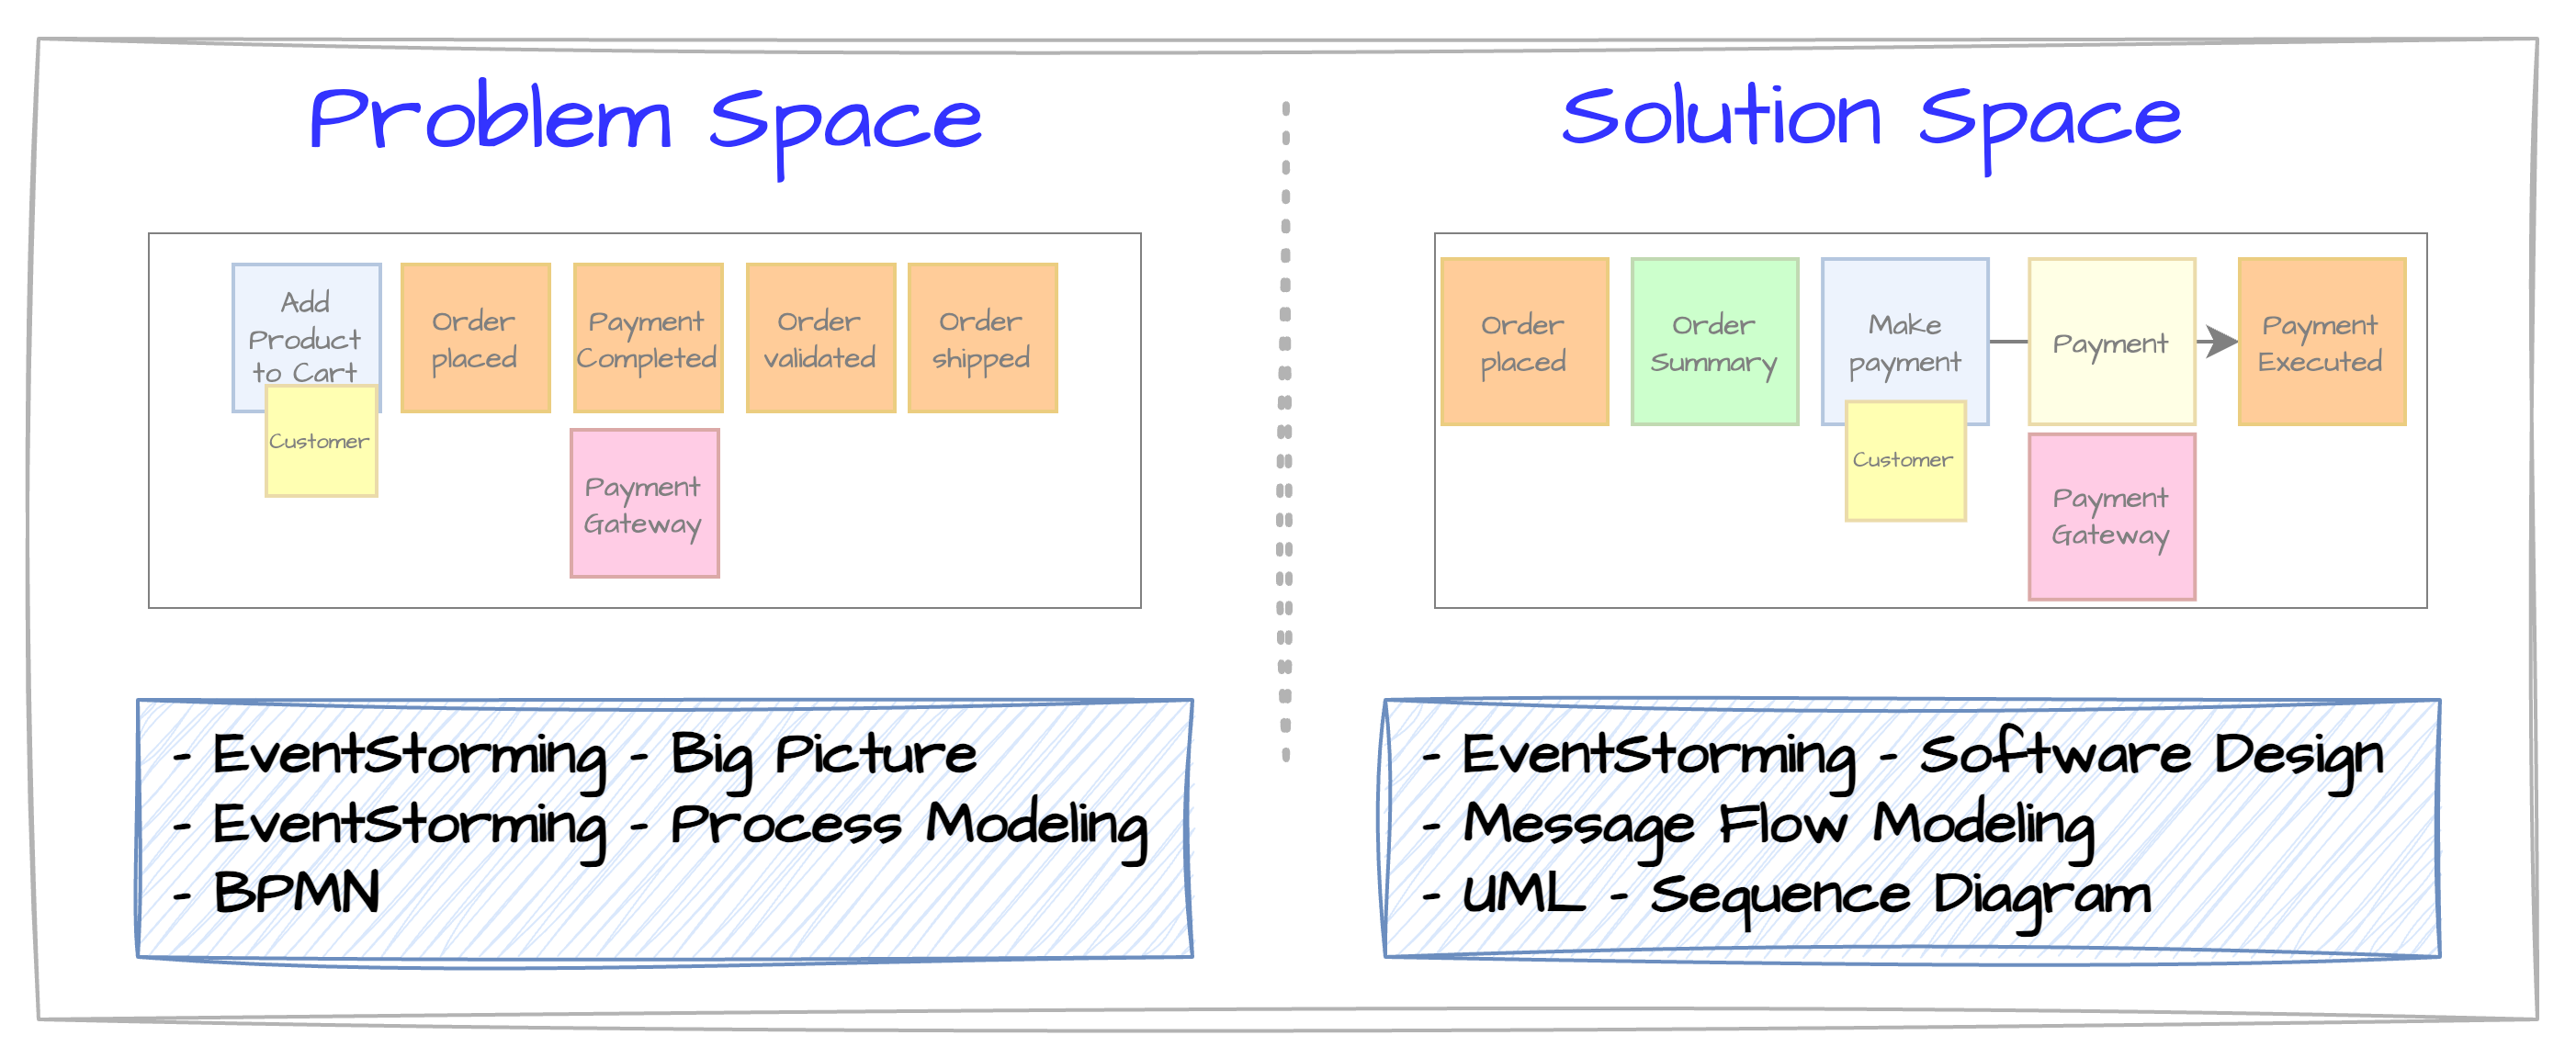 Problem Space
Add
Product
to Cart
Customer
Order
placed
Payment
Completed
Order
validated
Order
shipped
Payment
Gateway
- EventStorming - Big Picture
- EventStorming - Process Modeling
- BPMN
Solution Space
Order
placed
Order
Summary
Make
payment
Customer
Payment
Payment
Executed
Payment
Gateway
- EventStorming - Software Design
- Message Flow Modeling
- UML - Sequence Diagram